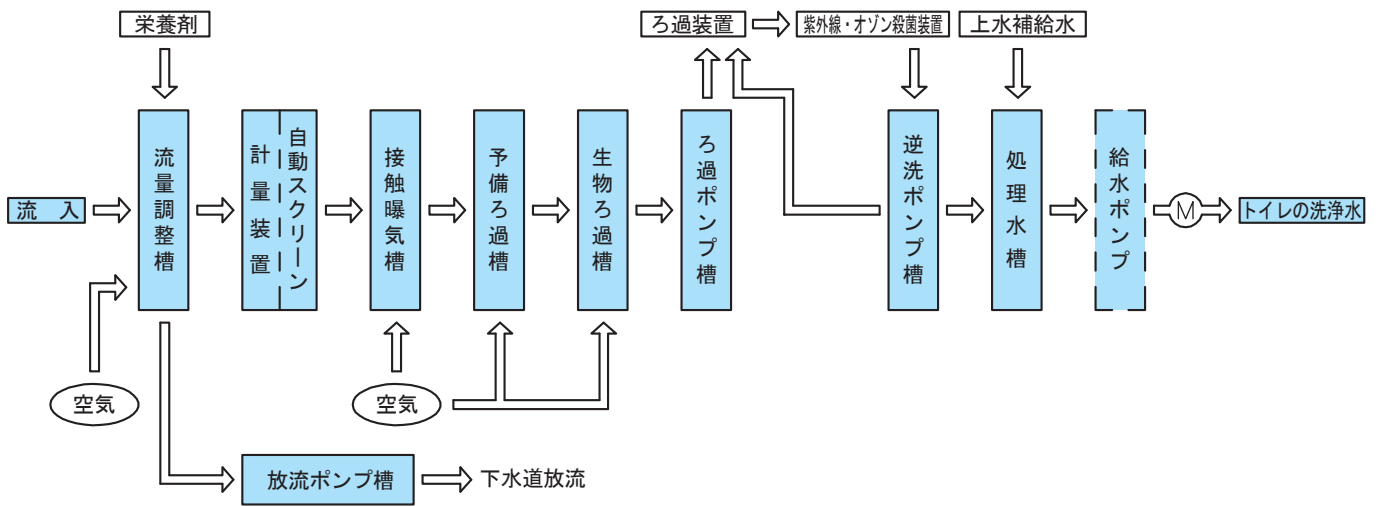 栄養剤
ろ過装置
紫外線・オゾン殺菌装置
上水補給水
流入
流量調整槽
計量装置
自動スクリーン
接触曝気槽
予備ろ過槽
生物ろ過槽
ろ過ポンプ槽
逆洗ポンプ槽
処理水槽
給水ポンプ
M
トイレの洗浄水
空気
空気
放流ポンプ槽
下水道放流